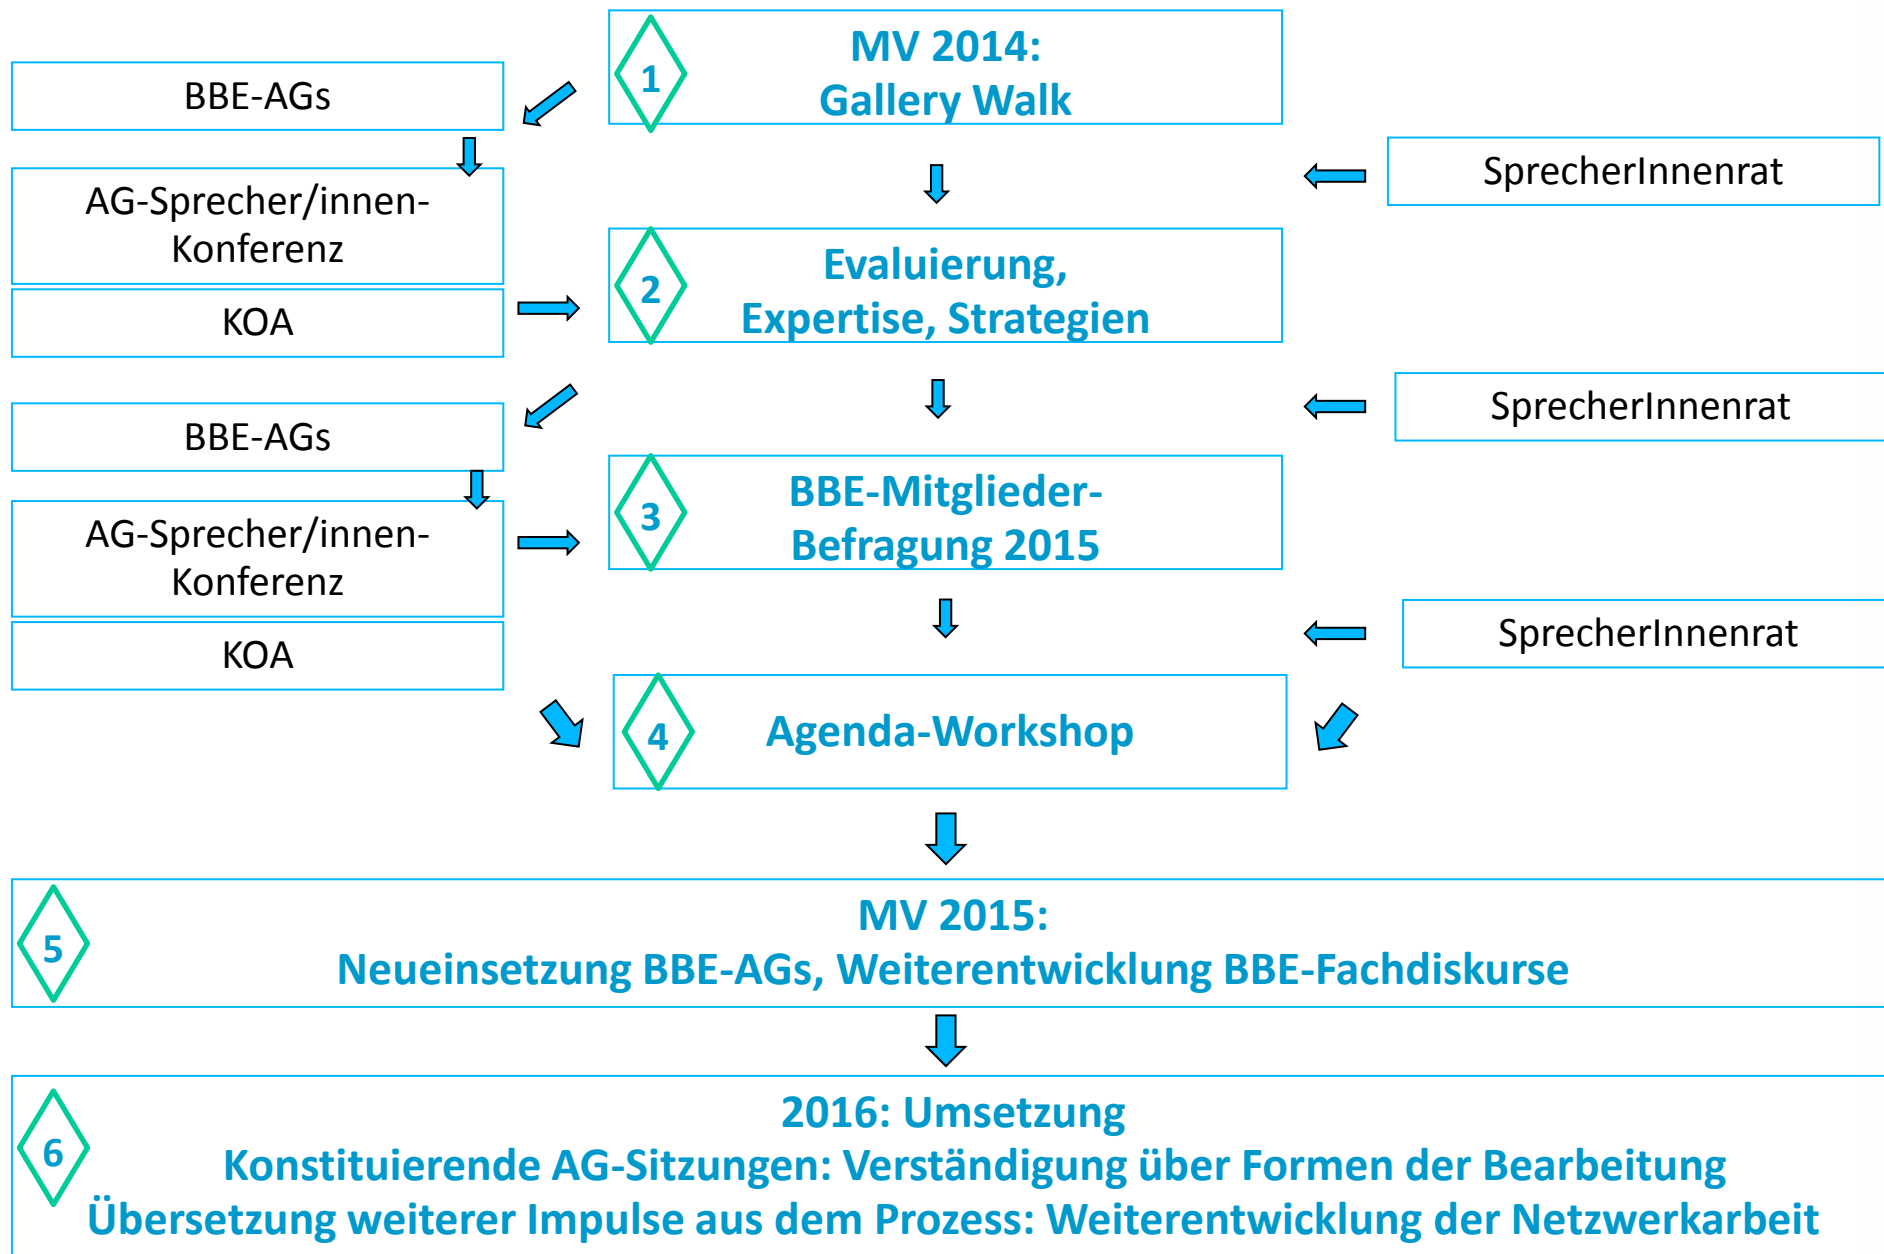 MV 2014:
Gallery Walk
1
BBE-AGs
AG-Sprecher/innen-
Konferenz
KOA
SprecherInnenrat
2
Evaluierung,
Expertise, Strategien
BBE-AGs
AG-Sprecher/innen-
Konferenz
KOA
SprecherInnenrat
3
BBE-Mitglieder-
Befragung 2015
SprecherInnenrat
4
Agenda-Workshop
5
MV 2015:
Neueinsetzung BBE-AGs, Weiterentwicklung BBE-Fachdiskurse
6
2016: Umsetzung
Konstituierende AG-Sitzungen: Verständigung über Formen der Bearbeitung
Übersetzung weiterer Impulse aus dem Prozess: Weiterentwicklung der Netzwerkarbeit